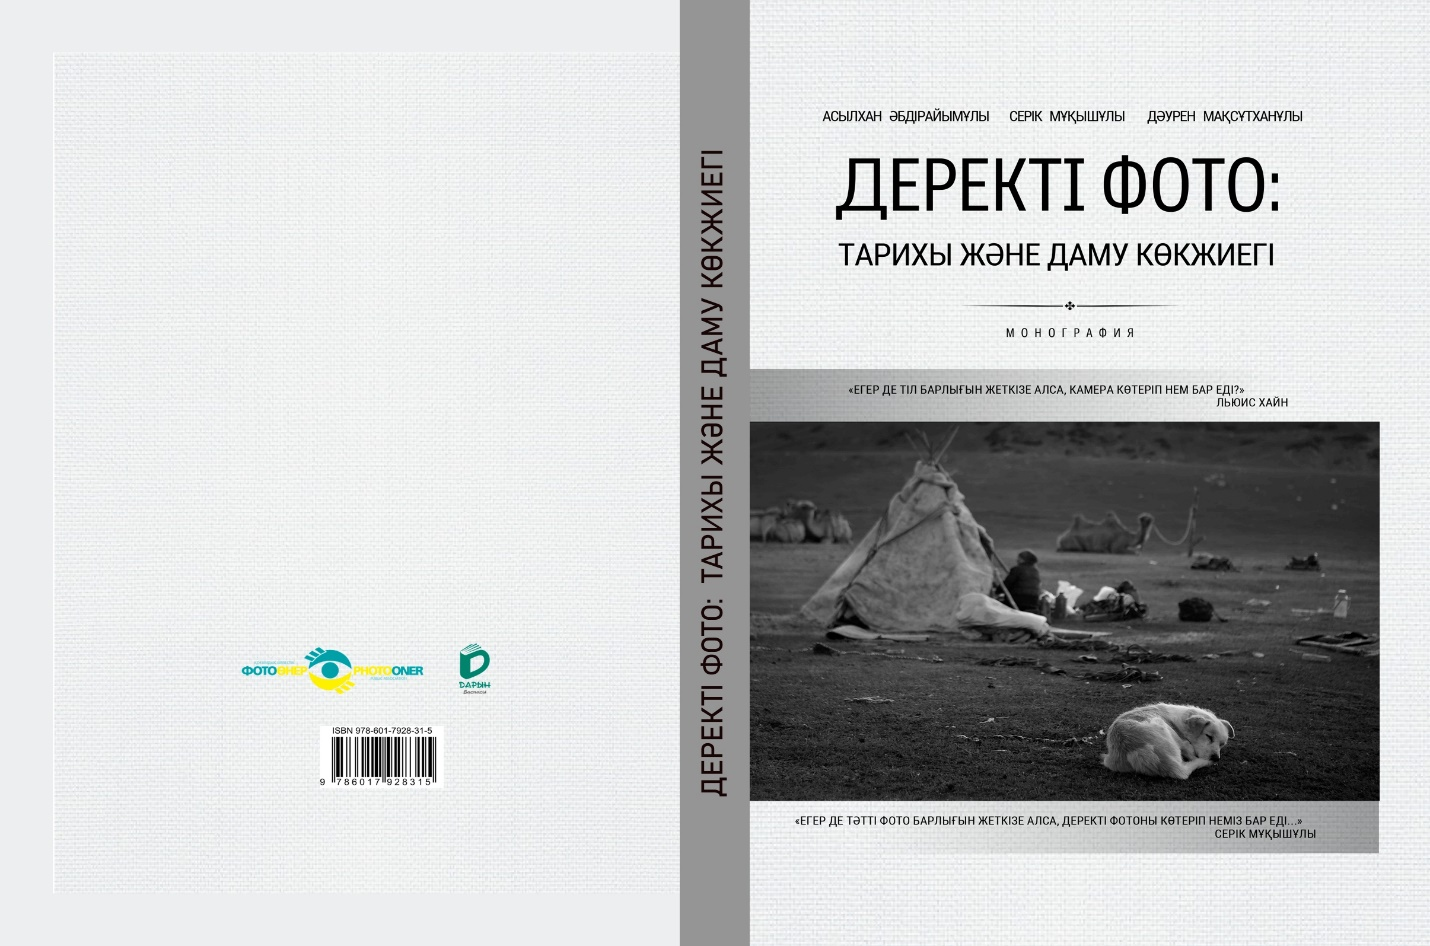 ФОТОӨНЕР
PHOTOONER
ДАРЫН
баспасы
ISBN 978-601-7928-31-5
9 786017 928315
ДЕРЕКТІ ФОТО: ТАРИХЫ ЖӘНЕ ДАМУ КӨКЖИЕГІ
АСЫЛХАН ӘБДІРАЙЫМҰЛЫ СЕРІК МҰҚЫШҰЛЫ ДӘУРЕН МАҚСҰТХАНҰЛЫ
ДЕРЕКТІ ФОТО:
ТАРИХЫ ЖӘНЕ ДАМУ КӨКЖИЕГІ
МОНОГРАФИЯ
«ЕГЕР ДЕ ТІЛ БАРЛЫҒЫН ЖЕТКІЗЕ АЛСА, КАМЕРА КӨТЕРІП НЕМ БАР ЕДІ?»
ЛЬЮИС ХАЙН
«ЕГЕР ДЕ ТӘТТІ ФОТО БАРЛЫҒЫН ЖЕТКІЗЕ АЛСА, ДЕРЕКТІ ФОТОНЫ КӨТЕРІП НЕМІЗ БАР ЕДІ...»
СЕРІК МҰҚЫШҰЛЫ